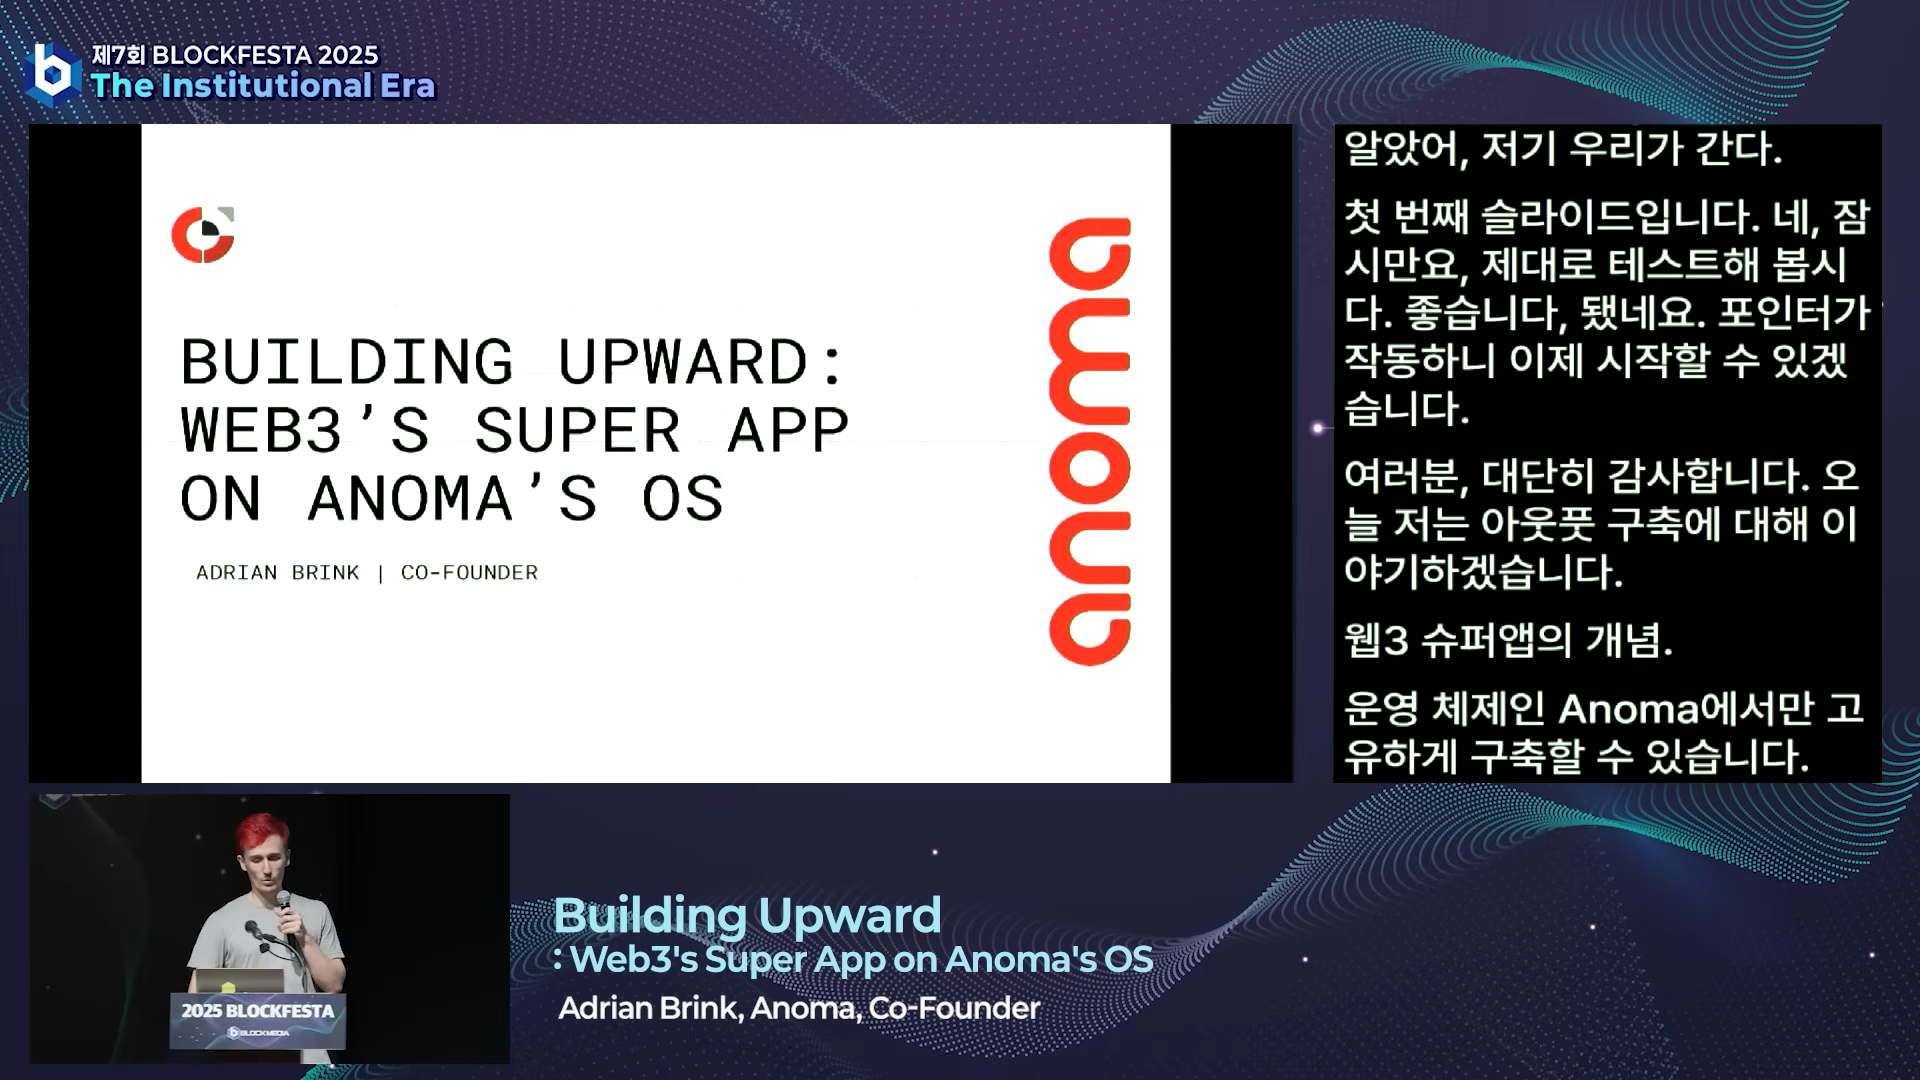 제7회 BLOCKFESTA 2025
The Institutional Era
BUILDING UPWARD:
WEB3’S SUPER APP
ON ANOMA’S OS
ADRIAN BRINK | CO-FOUNDER
anoma
알았어, 저기 우리가 간다.
첫 번째 슬라이드입니다. 네, 잠
시만요, 제대로 테스트해 봅시
다. 좋습니다, 됐네요. 포인터가
작동하니 이제 시작할 수 있겠
습니다.
여러분, 대단히 감사합니다. 오
늘 저는 아웃풋 구축에 대해 이
야기하겠습니다.
웹3 슈퍼앱의 개념.
운영 체제인 Anoma에서만 고
유하게 구축할 수 있습니다.
2025 BLOCKFESTA
BLOCKMEDIA
Building Upward
: Web3's Super App on Anoma's OS
Adrian Brink, Anoma, Co-Founder